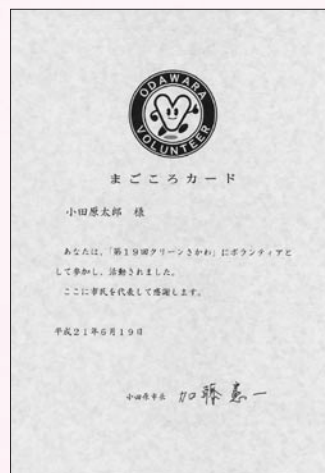 ODAWARA
VOLUNTEER
まごころカード
小田原太郎 様
あなたは、「第19回クリーンさかわ」にボランティアと
して参加し、活動されました。
ここに市民を代表して感謝します。
平成21年6月19日
小田原市長 加藤憲一